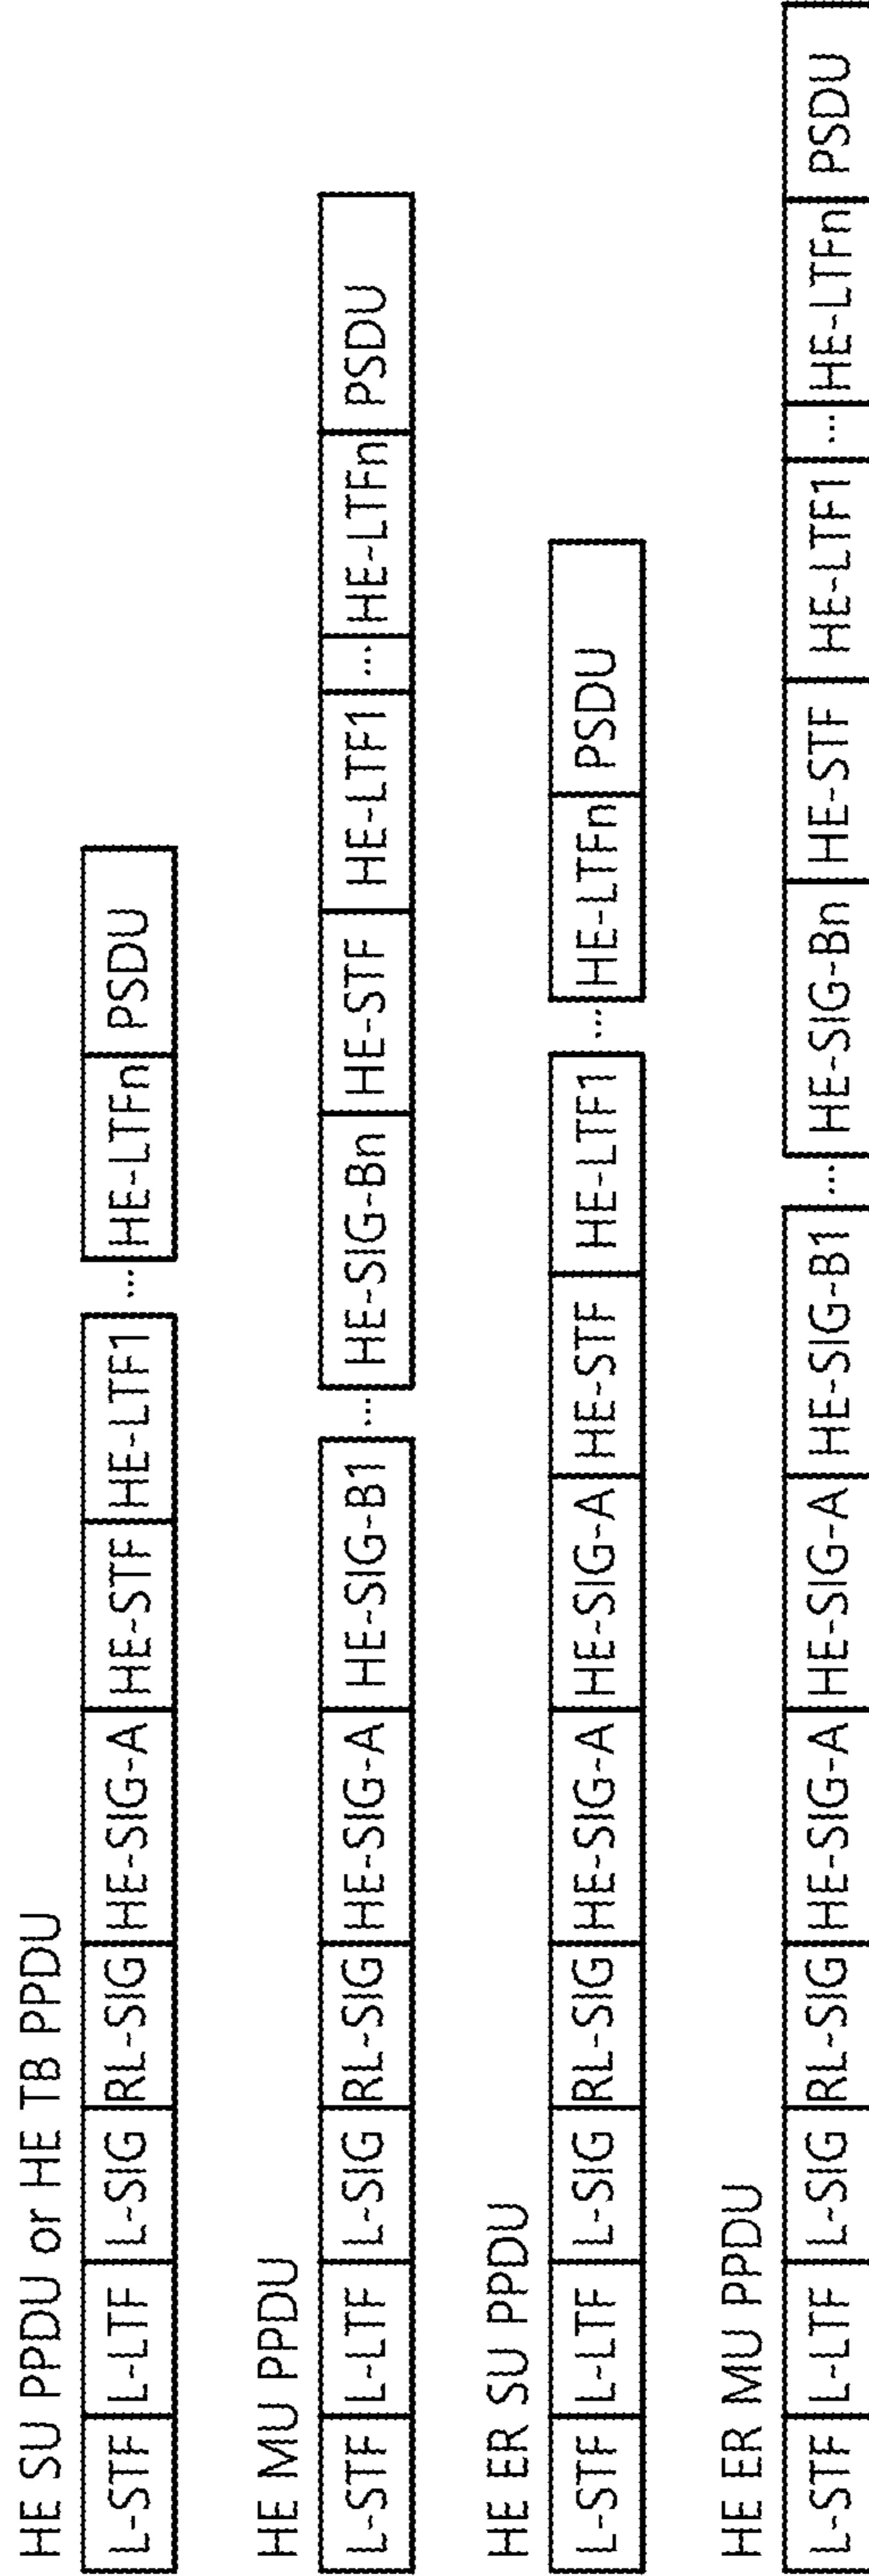 HE SU PPDU or HE TB PPDU
L-STF L-LTF L-SIG RL-SIG HE-SIG-A HE-STF HE-LTF1 ... HE-LTFn PSDU
HE MU PPDU
L-STF L-LTF L-SIG RL-SIG HE-SIG-A HE-SIG-B1 ... HE-SIG-Bn HE-STF HE-LTF1 ... HE-LTFn PSDU
HE ER SU PPDU
L-STF L-LTF L-SIG RL-SIG HE-SIG-A HE-SIG-A HE-STF HE-LTF1 ... HE-LTFn PSDU
HE ER MU PPDU
L-STF L-LTF L-SIG RL-SIG HE-SIG-A HE-SIG-A HE-SIG-B1 ... HE-SIG-Bn HE-STF HE-LTF1 ... HE-LTFn PSDU